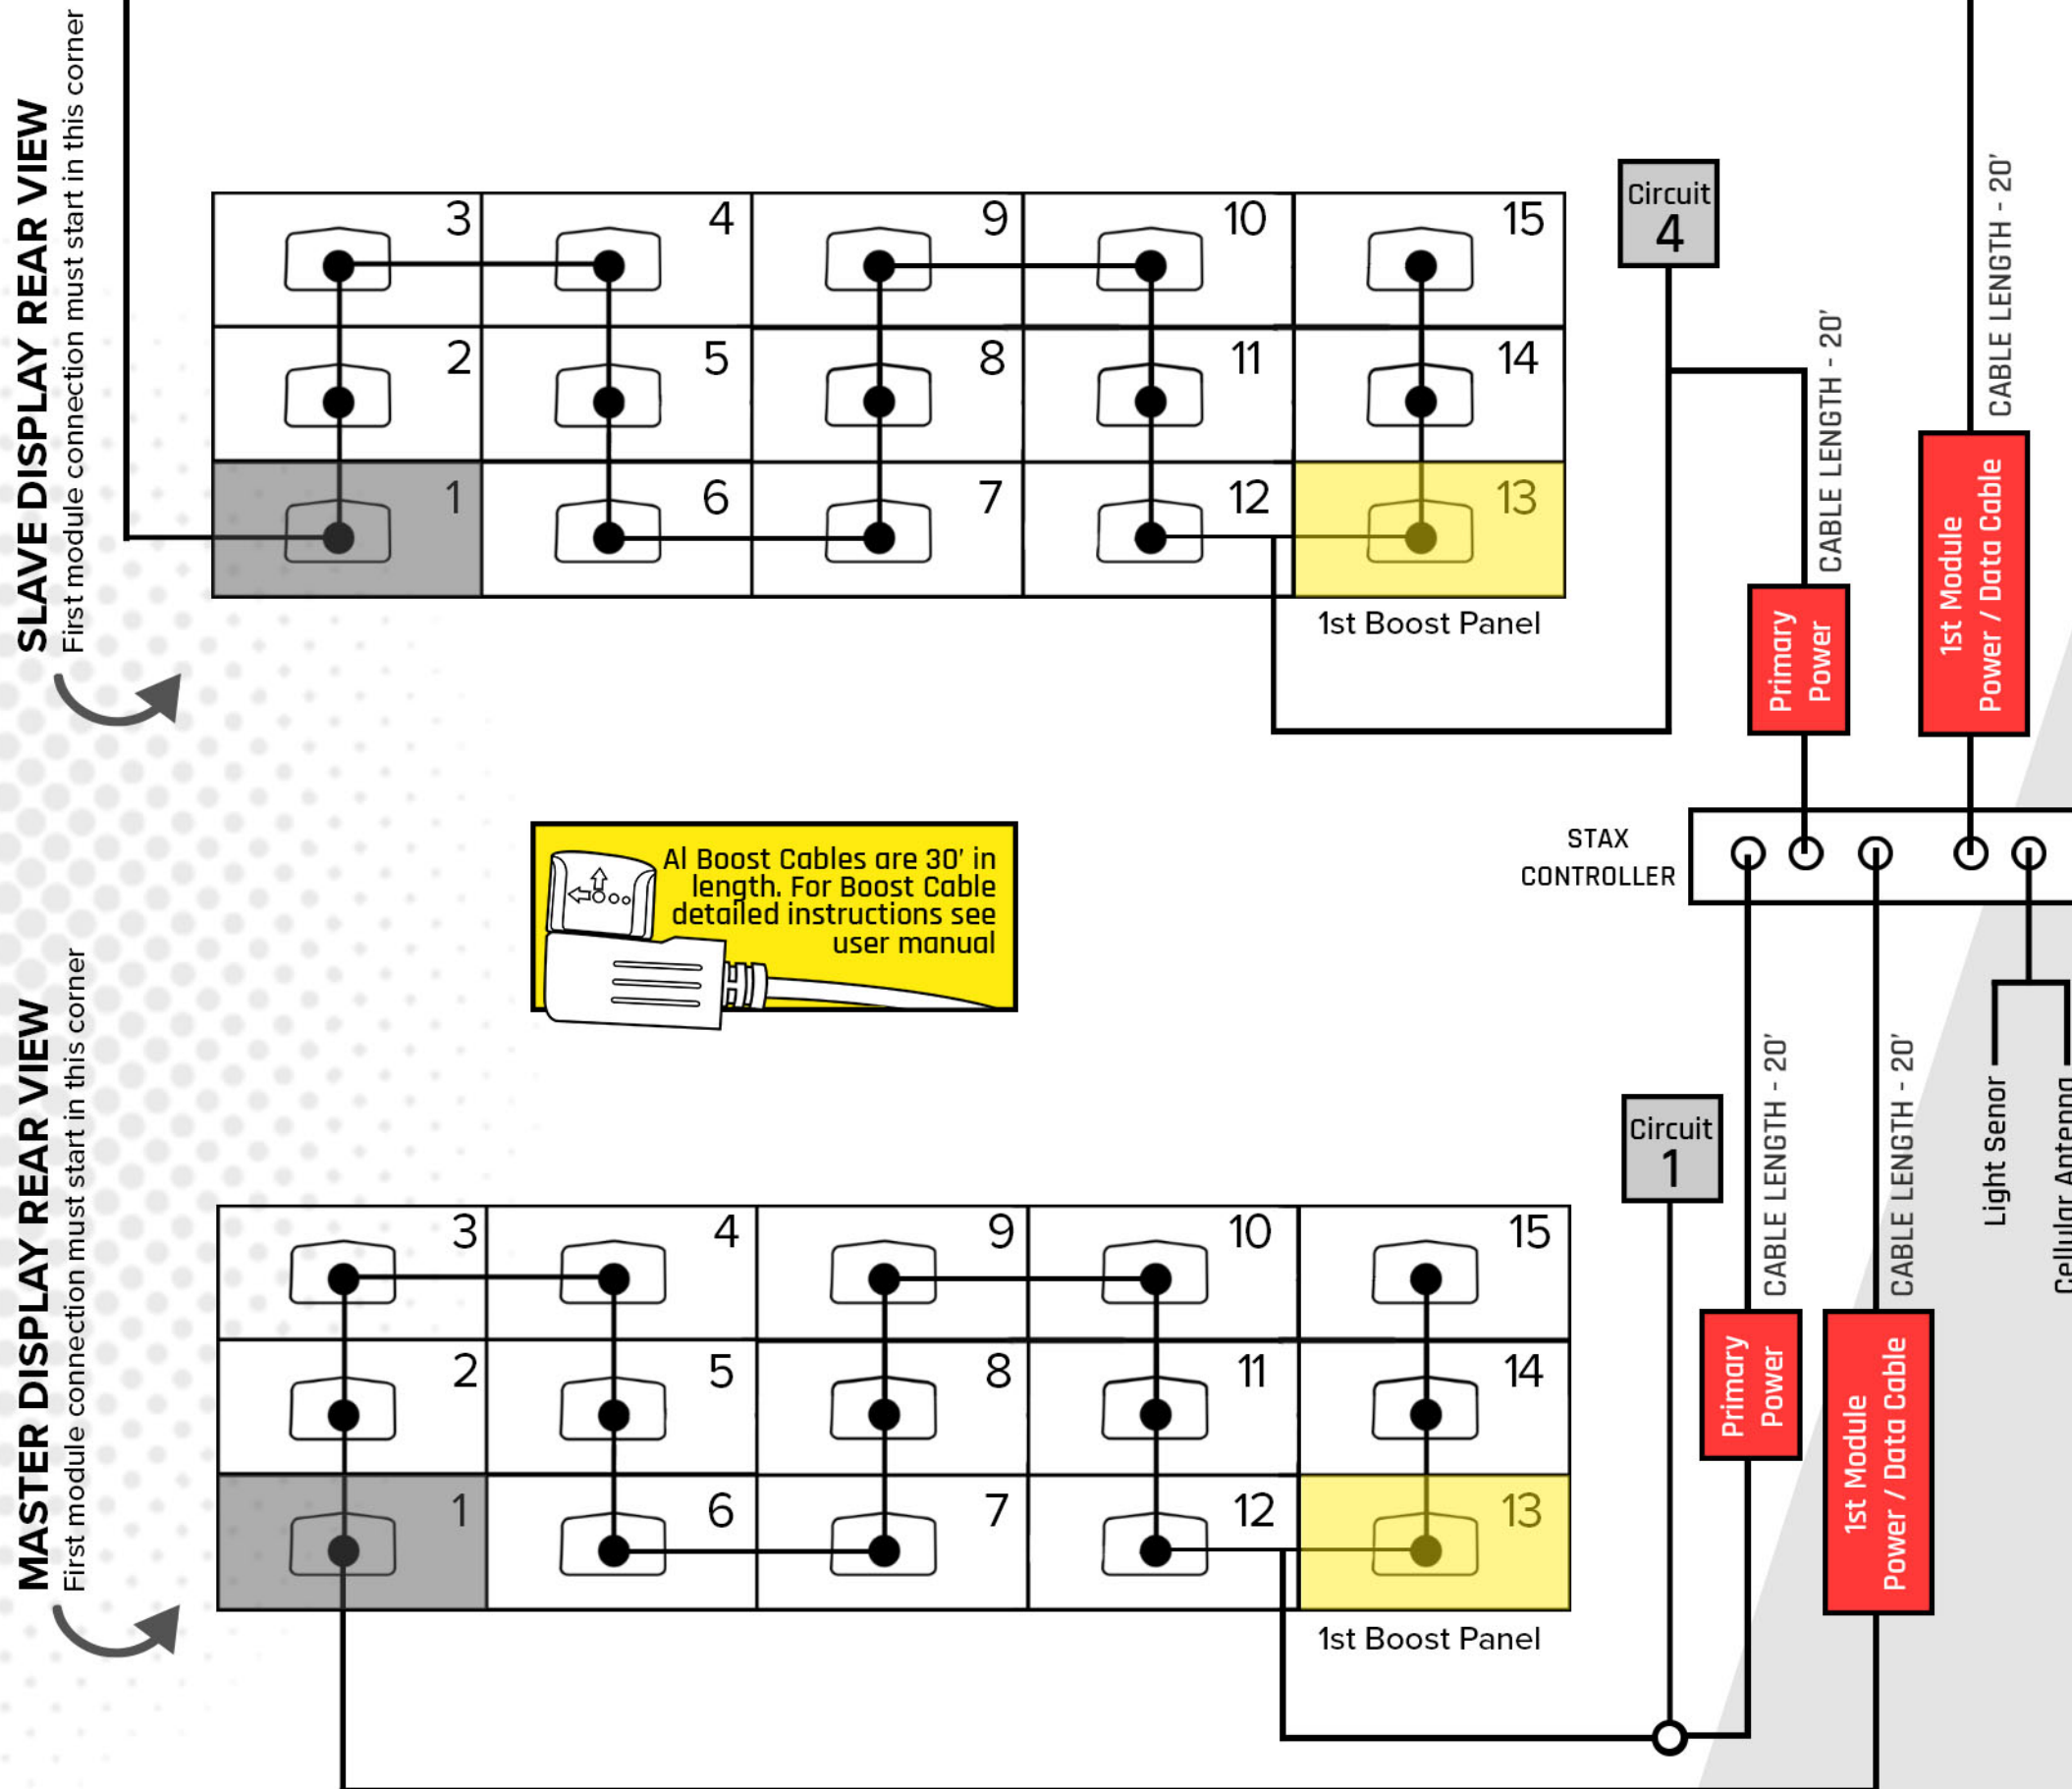 SLAVE DISPLAY REAR VIEW
First module connection must start in this corner
3
4
9
10
15
2
5
8
11
14
1
6
7
12
13
1st Boost Panel
Circuit
4
CABLE LENGTH - 20'
Primary
Power
CABLE LENGTH - 20'
1st Module
Power / Data Cable
Al Boost Cables are 30' in
length. For Boost Cable
detailed instructions see
user manual
STAX
CONTROLLER
MASTER DISPLAY REAR VIEW
First module connection must start in this corner
3
4
9
10
15
2
5
8
11
14
1
6
7
12
13
1st Boost Panel
Circuit
1
CABLE LENGTH - 20'
Primary
Power
CABLE LENGTH - 20'
1st Module
Power / Data Cable
Light Senor
Cellular Antenna